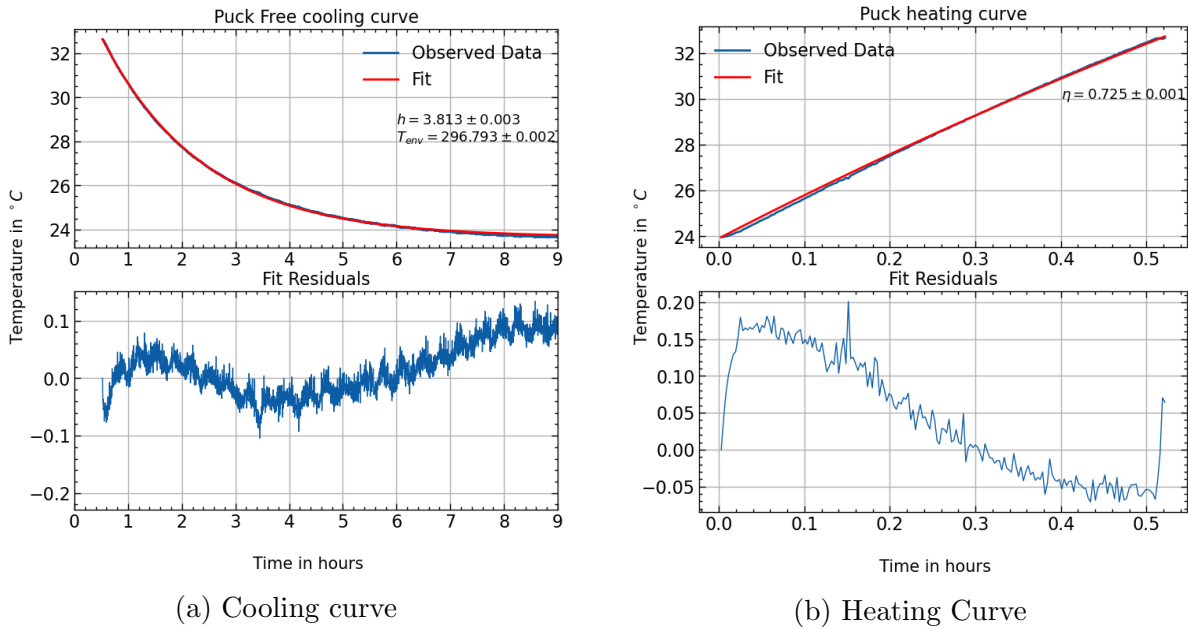 Puck Free cooling curve
32
30
28
26
24
Observed Data
Fit
h = 3.813 ± 0.003
T_{env} = 296.793 ± 0.002
0 1 2 3 4 5 6 7 8 9
Fit Residuals
0.1
0.0
−0.1
−0.2
0 1 2 3 4 5 6 7 8 9
Temperature in °C
Time in hours
(a) Cooling curve
Puck heating curve
32
30
28
26
24
Observed Data
Fit
η = 0.725 ± 0.001
0.0 0.1 0.2 0.3 0.4 0.5
Fit Residuals
0.20
0.15
0.10
0.05
0.00
−0.05
0.0 0.1 0.2 0.3 0.4 0.5
Temperature in °C
Time in hours
(b) Heating Curve